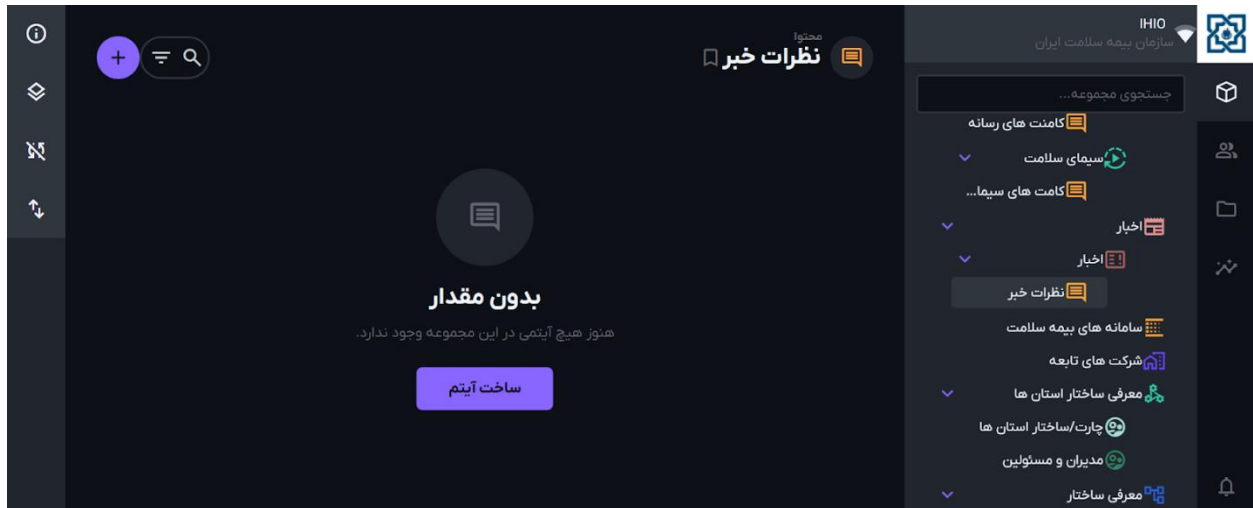 IHIO
سازمان بیمه سلامت ایران
جستجوی مجموعه...
کامنت های رسانه
سیمای سلامت
کامت های سیما...
اخبار
اخبار
نظرات خبر
سامانه های بیمه سلامت
شرکت های تابعه
معرفی ساختار استان ها
چارت/ساختار استان ها
مدیران و مسئولین
معرفی ساختار
محتوا
نظرات خبر
بدون مقدار
هنوز هیچ آیتمی در این مجموعه وجود ندارد.
ساخت آیتم